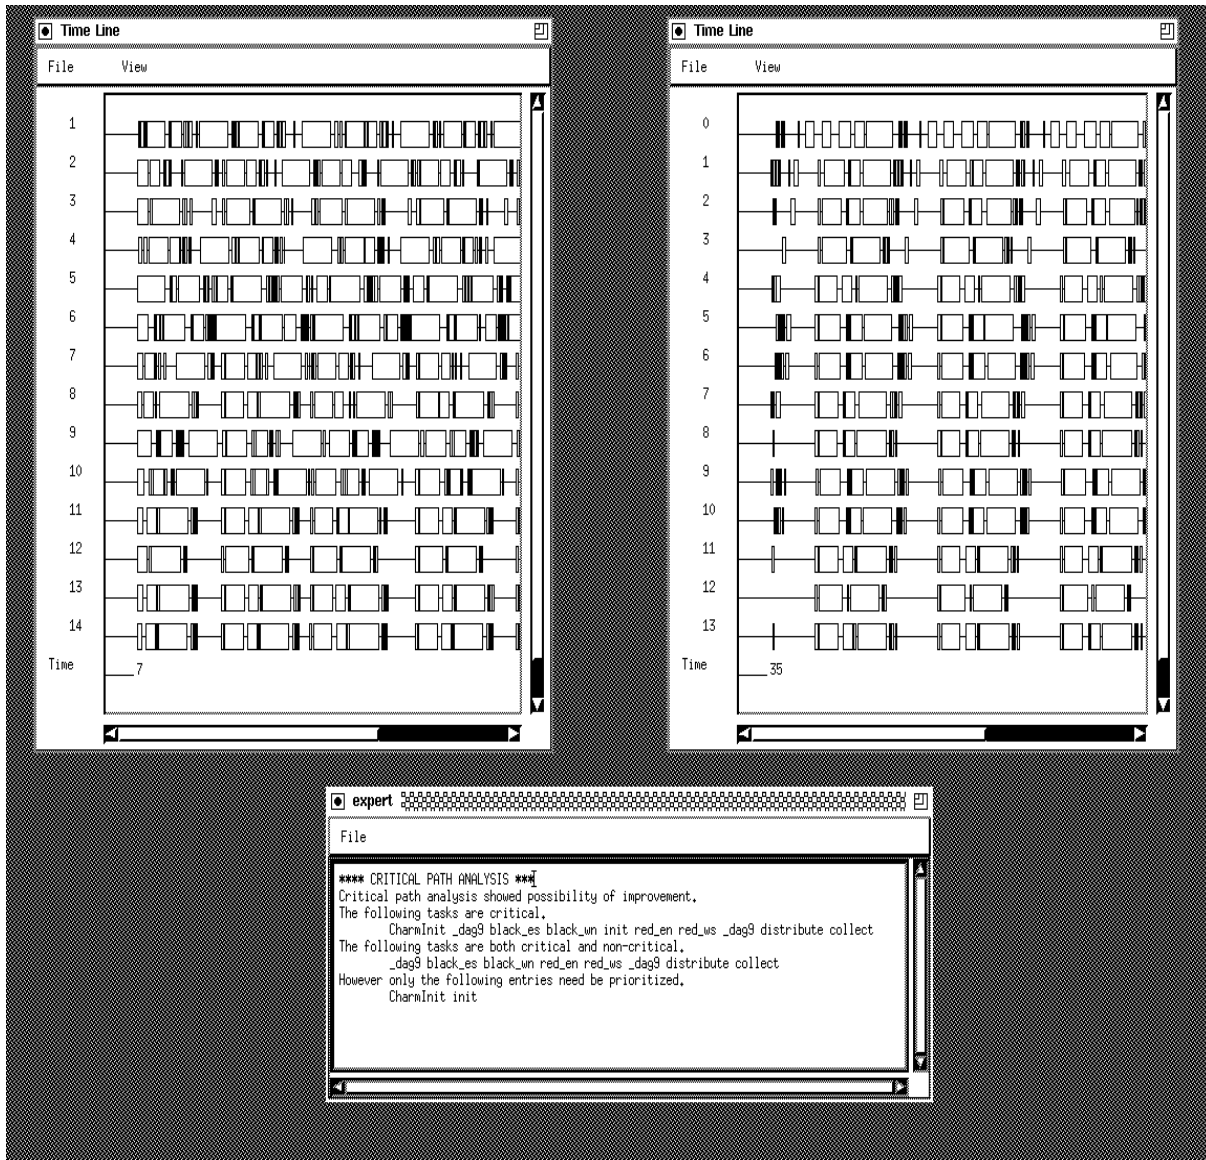 Time Line
File View
1
2
3
4
5
6
7
8
9
10
11
12
13
14
Time 7
Time Line
File View
0
1
2
3
4
5
6
7
8
9
10
11
12
13
Time 35
expert
File
**** CRITICAL PATH ANALYSIS ***
Critical path analysis showed possibility of improvement.
The following tasks are critical.
CharmInit _dag9 black_es black_wn init red_en red_ws _dag9 distribute collect
The following tasks are both critical and non-critical.
_dag9 black_es black_wn red_en red_ws _dag9 distribute collect
However only the following entries need be prioritized.
CharmInit init